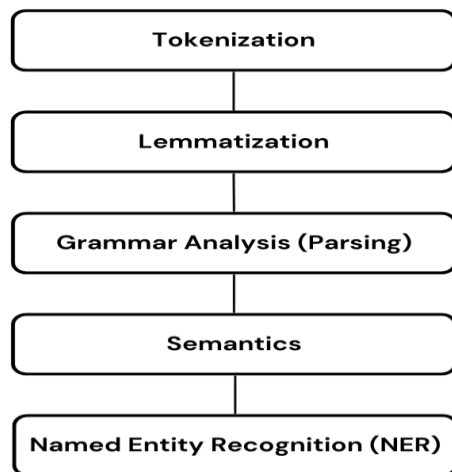 Tokenization
Lemmatization
Grammar Analysis (Parsing)
Semantics
Named Entity Recognition (NER)